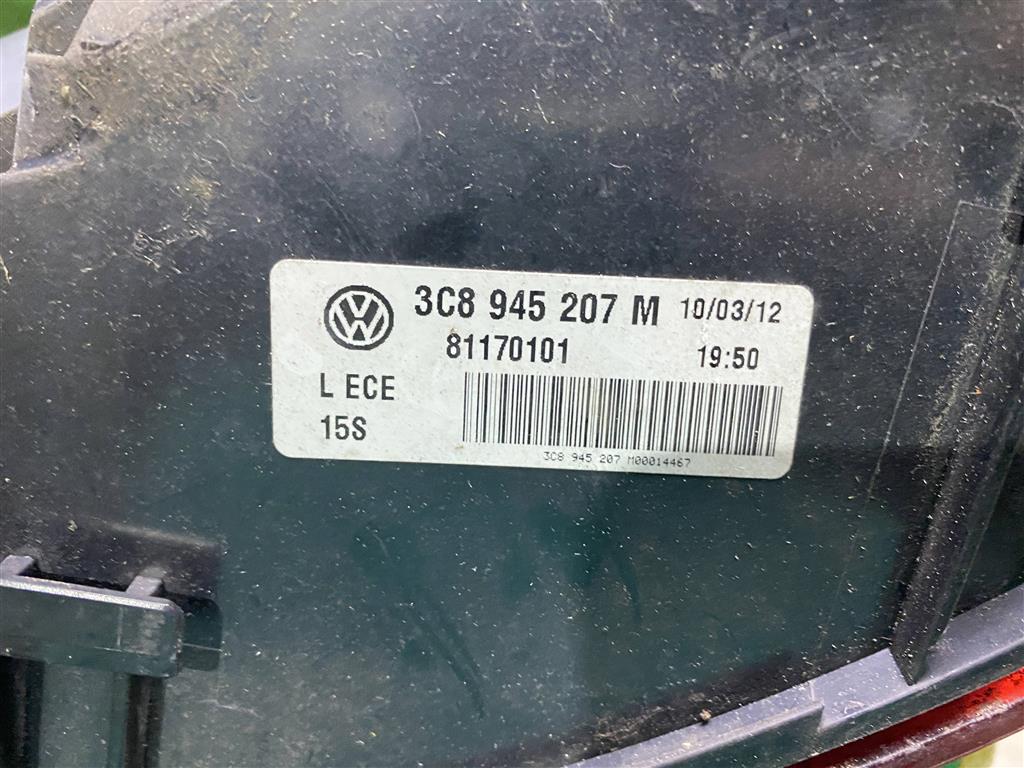 3C8 945 207 M 10/03/12
81170101 19:50
L ECE
15S
3C8 945 207 M00014467